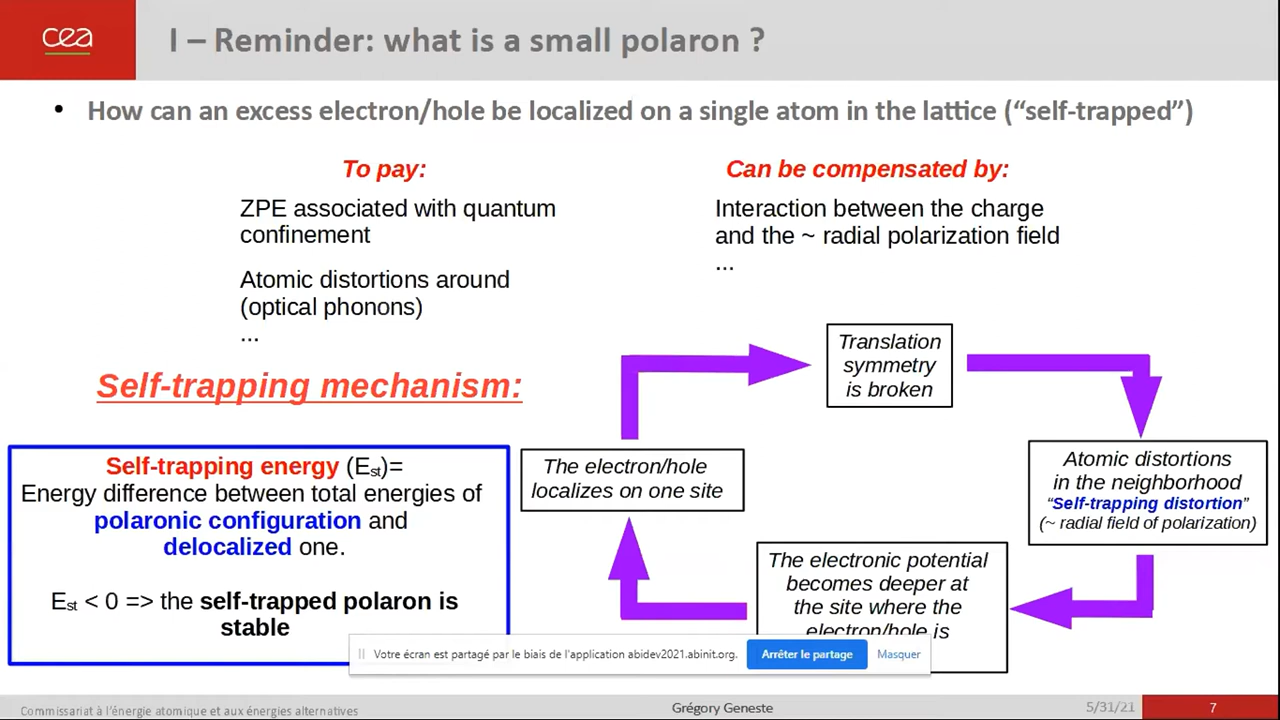 cea
I – Reminder: what is a small polaron ?
• How can an excess electron/hole be localized on a single atom in the lattice (“self-trapped”)
To pay:
ZPE associated with quantum
confinement
Atomic distortions around
(optical phonons)
...
Can be compensated by:
Interaction between the charge
and the ~ radial polarization field
...
Self-trapping mechanism:
Self-trapping energy (Est)=
Energy difference between total energies of
polaronic configuration and
delocalized one.
Est < 0 => the self-trapped polaron is
stable
The electron/hole
localizes on one site
Translation
symmetry
is broken
Atomic distortions
in the neighborhood
“Self-trapping distortion”
(~ radial field of polarization)
The electronic potential
becomes deeper at
the site where the
electron/hole is
Votre écran est partagé par le biais de l'application abidev2021.abinit.org.
Arrêter le partage
Masquer
Commissariat à l'énergie atomique et aux énergies alternatives
Grégory Geneste
5/31/21
7